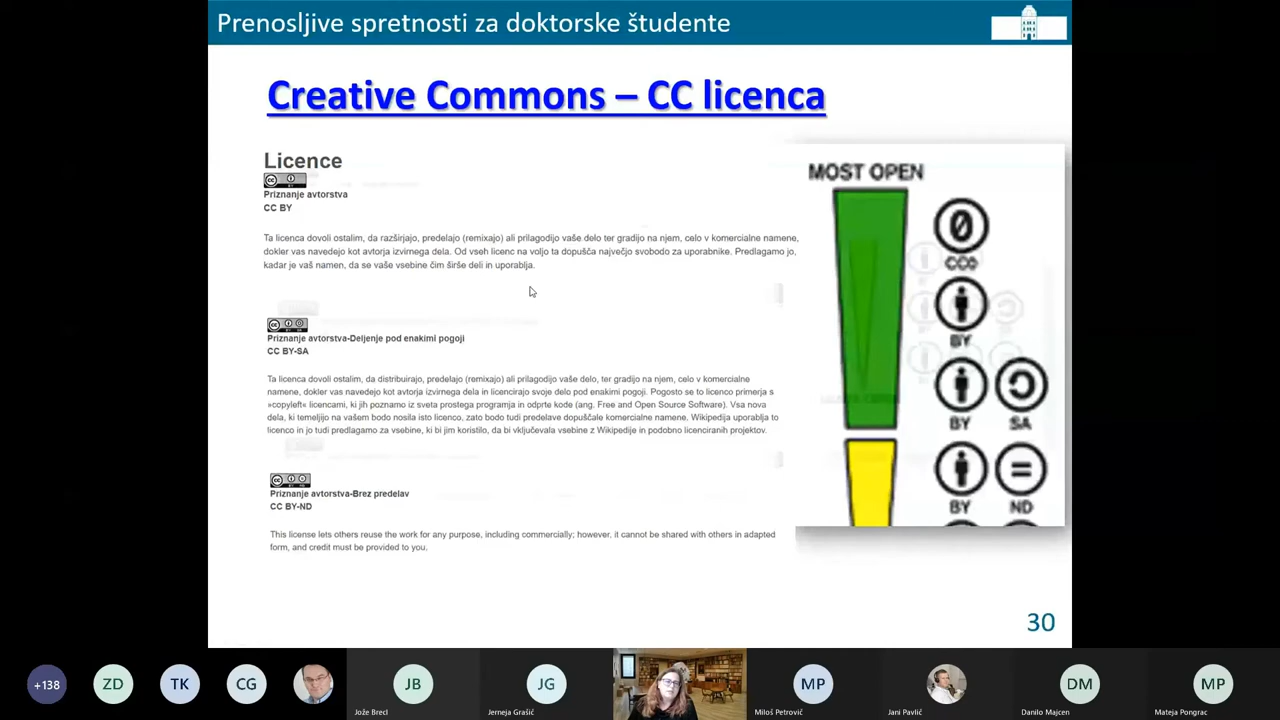 Prenosljive spretnosti za doktorske študente
Creative Commons – CC licenca
Licence
Priznanje avtorstva
CC BY
Ta licenca dovoli ostalim, da razširjajo, predelajo (remixajo) ali prilagodijo vaše delo ter gradijo na njem, celo v komercialne namene,
dokler vas navedejo kot avtorja izvirnega dela. Od vseh licenc na voljo ta dopušča največjo svobodo za uporabnike. Predlagamo jo,
kadar je vaš namen, da se vaše vsebine čim širše deli in uporablja.
Priznanje avtorstva-Deljenje pod enakimi pogoji
CC BY-SA
Ta licenca dovoli ostalim, da distribuirajo, predelajo (remixajo) ali prilagodijo vaše delo, ter gradijo na njem, celo v komercialne
namene, dokler vas navedejo kot avtorja izvirnega dela in licencirajo svoje delo pod enakimi pogoji. Pogosto se to licenco primerja s
»copyleft« licencami, ki jih poznamo iz sveta prostega programja in odprte kode (ang. Free and Open Source Software). Vsa nova
dela, ki temeljijo na vašem bodo nosila isto licenco, zato bodo tudi predelave dopuščale komercialne namene. Wikipedija uporablja to
licenco in jo tudi predlagamo za vsebine, ki bi jim koristilo, da bi vključevala vsebine z Wikipedije in podobno licenciranih projektov.
Priznanje avtorstva-Brez predelav
CC BY-ND
This license lets others reuse the work for any purpose, including commercially; however, it cannot be shared with others in adapted
form, and credit must be provided to you.
MOST OPEN
0
CC0
BY
BY SA
BY ND
30
+138 ZD TK CG JB JG MP DM MP
Jože Brecl Jerneja Grašič Miloš Petrovič Jani Pavlič Danilo Majcen Mateja Pongrac